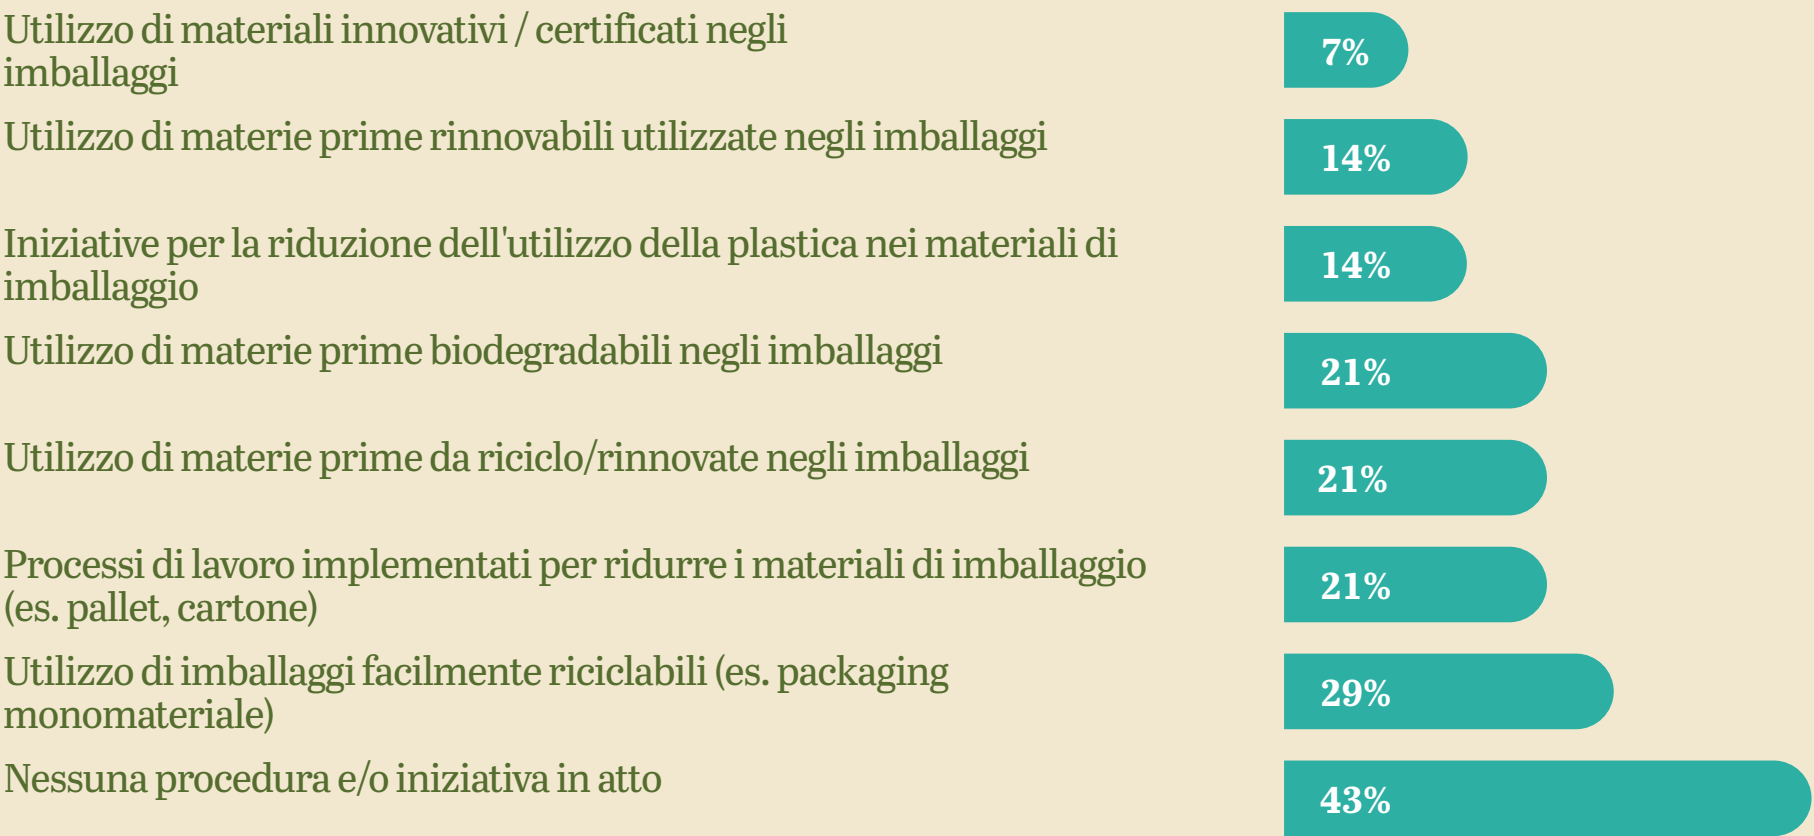 Utilizzo di materiali innovativi / certificati negli
imballaggi
7%
Utilizzo di materie prime rinnovabili utilizzate negli imballaggi
14%
Iniziative per la riduzione dell'utilizzo della plastica nei materiali di
imballaggio
14%
Utilizzo di materie prime biodegradabili negli imballaggi
21%
Utilizzo di materie prime da riciclo/rinnovate negli imballaggi
21%
Processi di lavoro implementati per ridurre i materiali di imballaggio
(es. pallet, cartone)
21%
Utilizzo di imballaggi facilmente riciclabili (es. packaging
monomateriale)
29%
Nessuna procedura e/o iniziativa in atto
43%